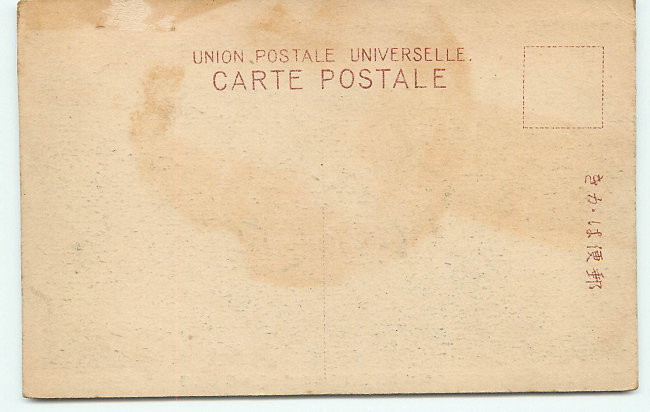 UNION POSTALE UNIVERSELLE.
CARTE POSTALE
郵便はかき